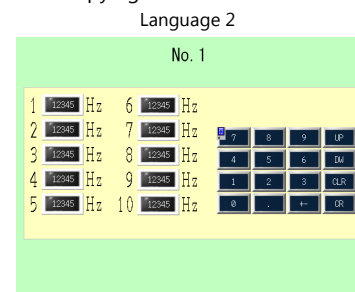 Language 2
No. 1
1 12345 Hz 6 12345 Hz
2 12345 Hz 7 12345 Hz
3 12345 Hz 8 12345 Hz
4 12345 Hz 9 12345 Hz
5 12345 Hz 10 12345 Hz
7 8 9 UP
4 5 6 DW
1 2 3 CLR
0 . +- CR